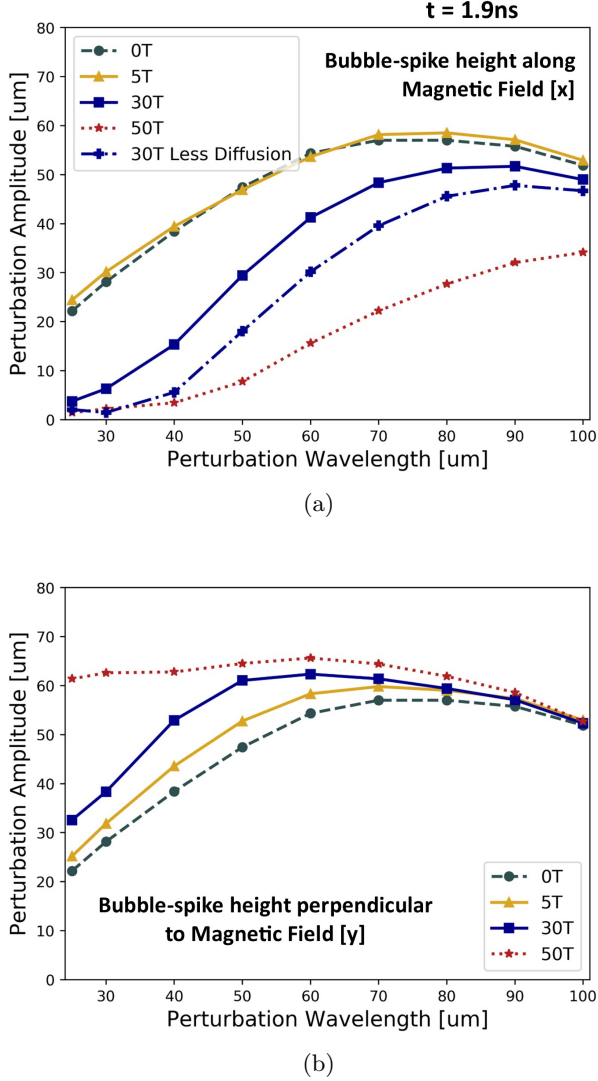 t = 1.9ns
80
70
60
50
40
30
20
10
0
Perturbation Amplitude [um]
0T
5T
30T
50T
30T Less Diffusion
Bubble-spike height along
Magnetic Field [x]
30 40 50 60 70 80 90 100
Perturbation Wavelength [um]
(a)
80
70
60
50
40
30
20
10
0
Perturbation Amplitude [um]
Bubble-spike height perpendicular
to Magnetic Field [y]
0T
5T
30T
50T
30 40 50 60 70 80 90 100
Perturbation Wavelength [um]
(b)